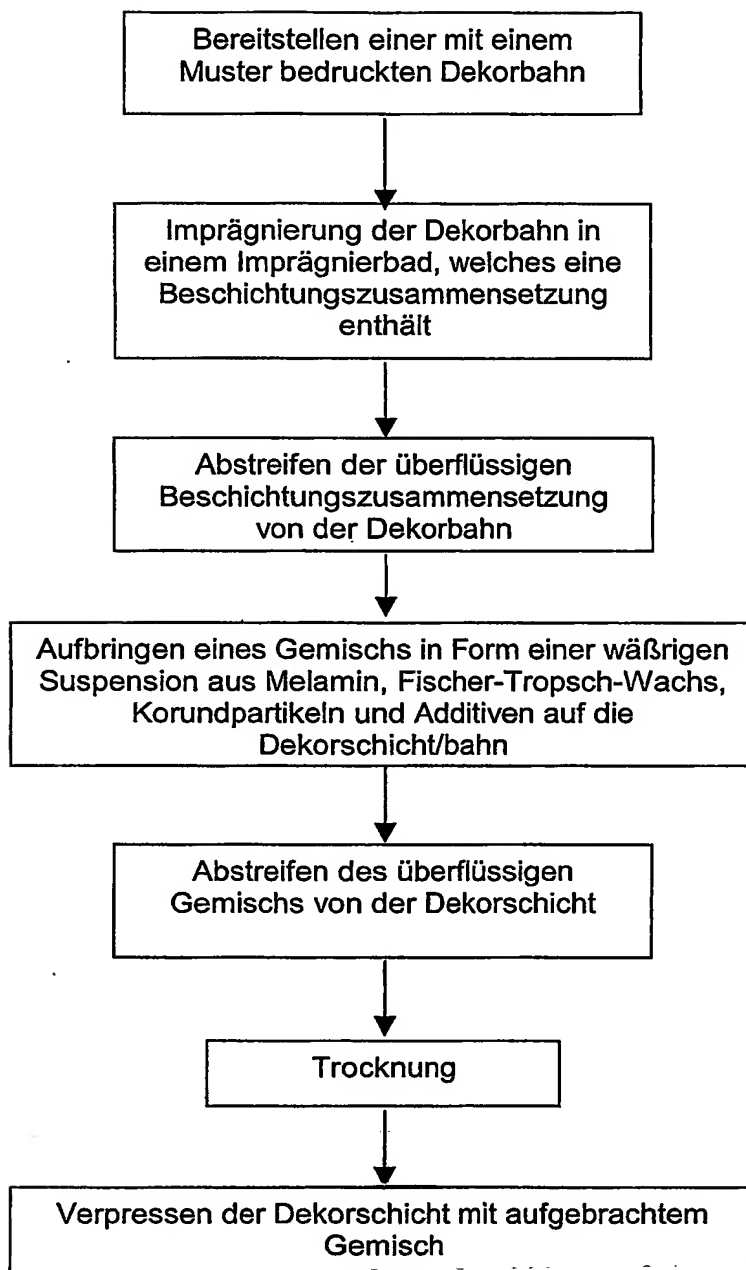 Bereitstellen einer mit einem
Muster bedruckten Dekorbahn
Imprägnierung der Dekorbahn in
einem Imprägnierbad, welches eine
Beschichtungszusammensetzung
enthält
Abstreifen der überflüssigen
Beschichtungszusammensetzung
von der Dekorbahn
Aufbringen eines Gemischs in Form einer wäßrigen
Suspension aus Melamin, Fischer-Tropsch-Wachs,
Korundpartikeln und Additiven auf die
Dekorschicht/bahn
Abstreifen des überflüssigen
Gemischs von der Dekorschicht
Trocknung
Verpressen der Dekorschicht mit aufgebrachtem
Gemisch